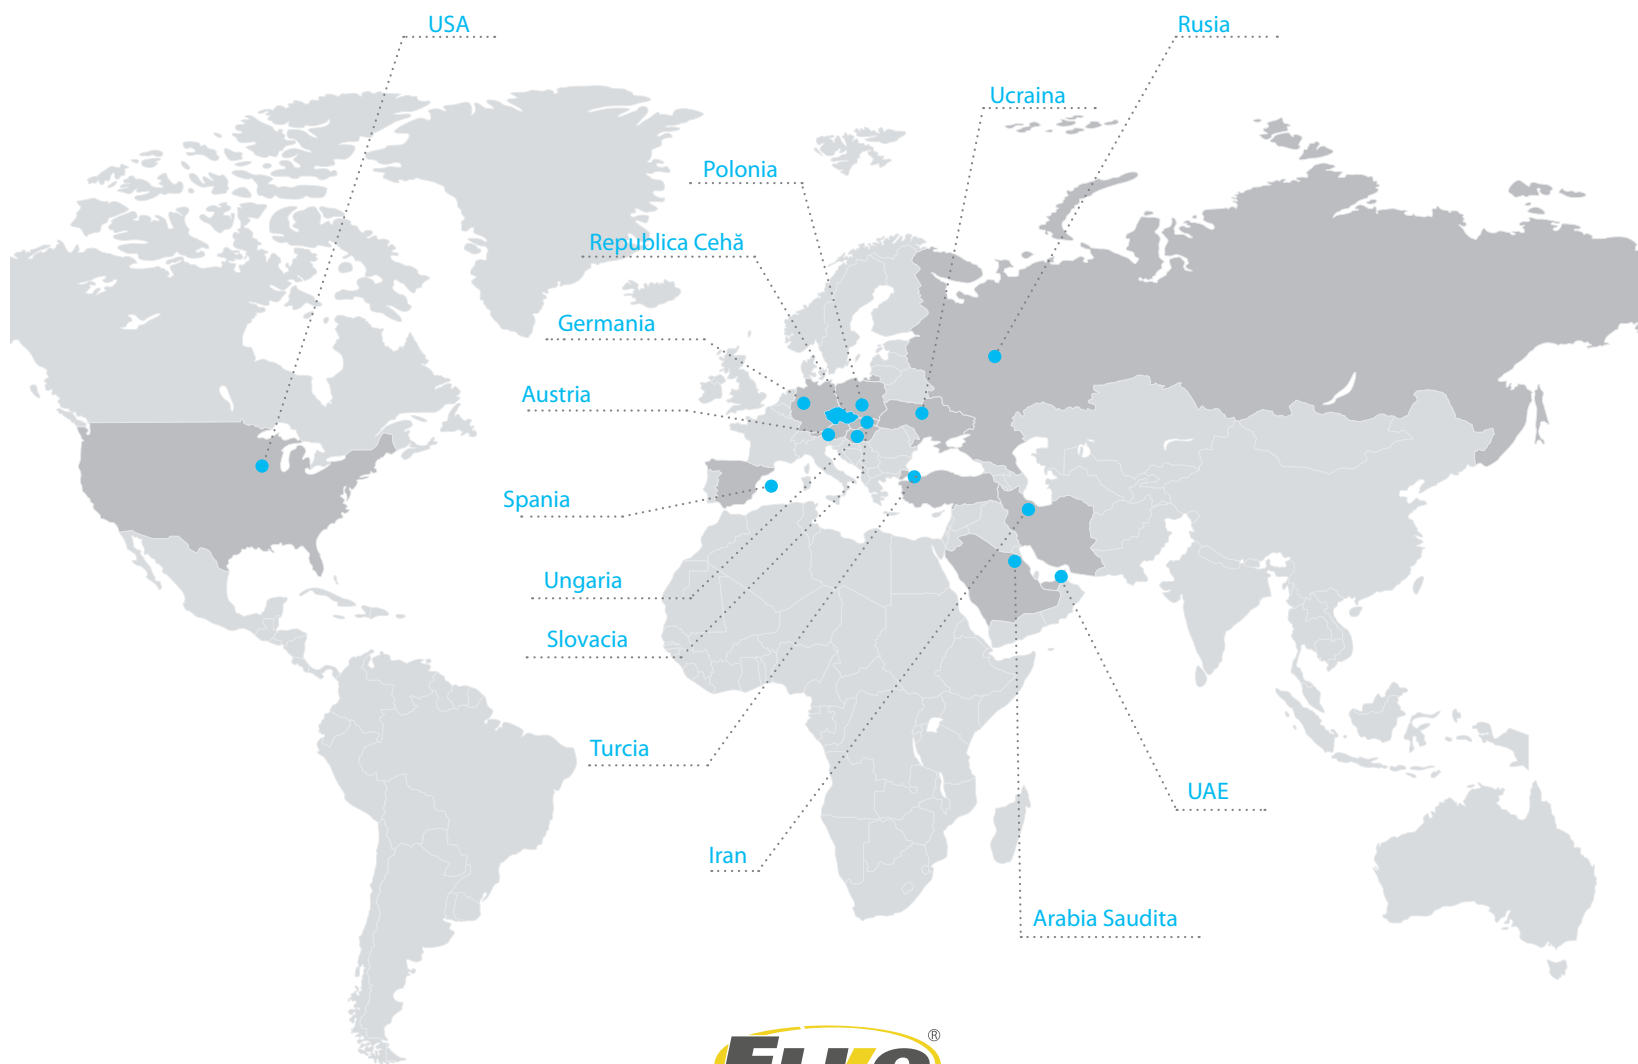 USA
Rusia
Ucraina
Polonia
Republica Cehă
Germania
Austria
Spania
Ungaria
Slovacia
Turcia
UAE
Iran
Arabia Saudita
®